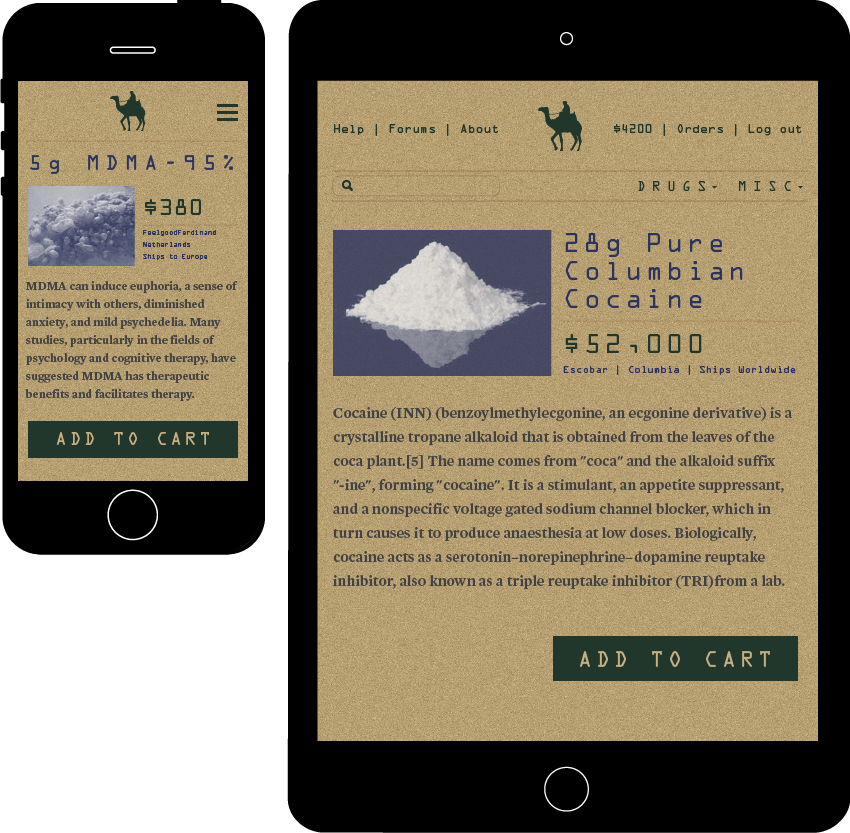 5g MDMA-95%
$380
FeelgoodFerdinand
Netherlands
Ships to Europe
MDMA can induce euphoria, a sense of
intimacy with others, diminished
anxiety, and mild psychedelia. Many
studies, particularly in the fields of
psychology and cognitive therapy, have
suggested MDMA has therapeutic
benefits and facilitates therapy.
ADD TO CART
Help | Forums | About
$4200 | Orders | Log out
DRUGS MISC
28g Pure
Columbian
Cocaine
$52,000
Escobar | Columbia | Ships Worldwide
Cocaine (INN) (benzoylmethylecgonine, an ecgonine derivative) is a
crystalline tropane alkaloid that is obtained from the leaves of the
coca plant.[5] The name comes from "coca" and the alkaloid suffix
"-ine", forming "cocaine". It is a stimulant, an appetite suppressant,
and a nonspecific voltage gated sodium channel blocker, which in
turn causes it to produce anaesthesia at low doses. Biologically,
cocaine acts as a serotonin–norepinephrine–dopamine reuptake
inhibitor, also known as a triple reuptake inhibitor (TRI)from a lab.
ADD TO CART